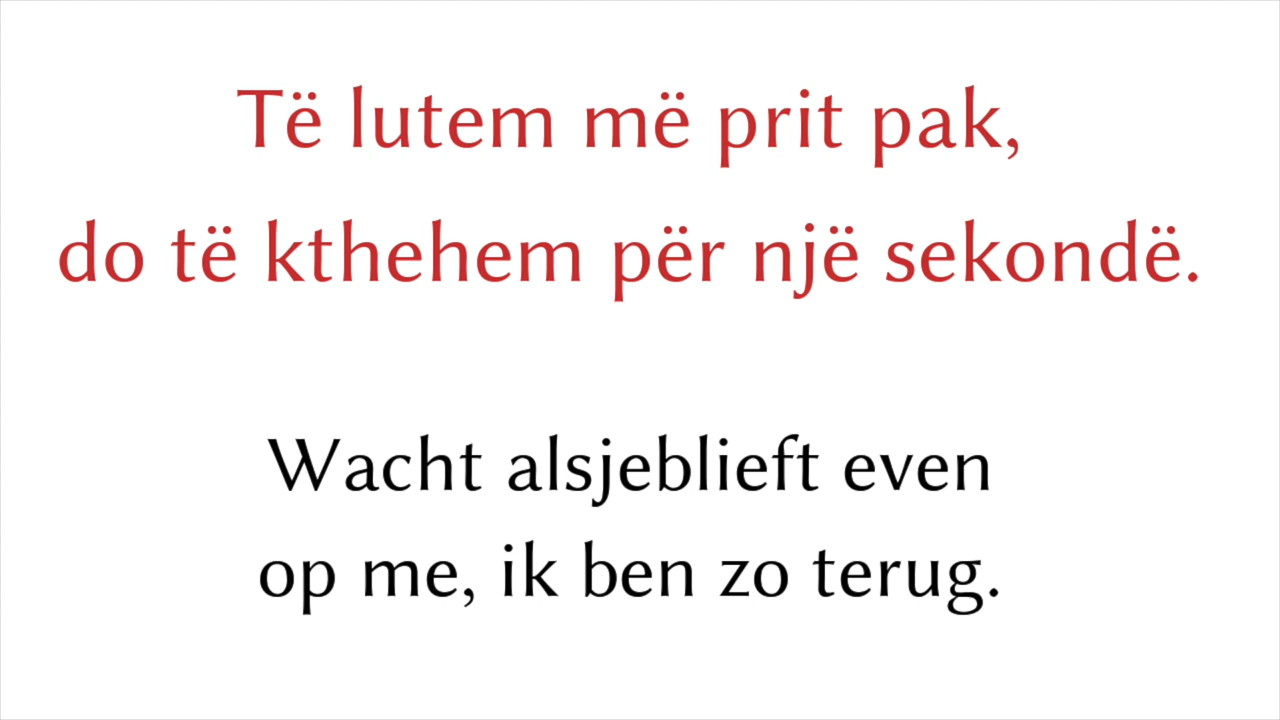 Të lutem më prit pak,
do të kthehem për një sekondë.
Wacht alsjeblieft even
op me, ik ben zo terug.